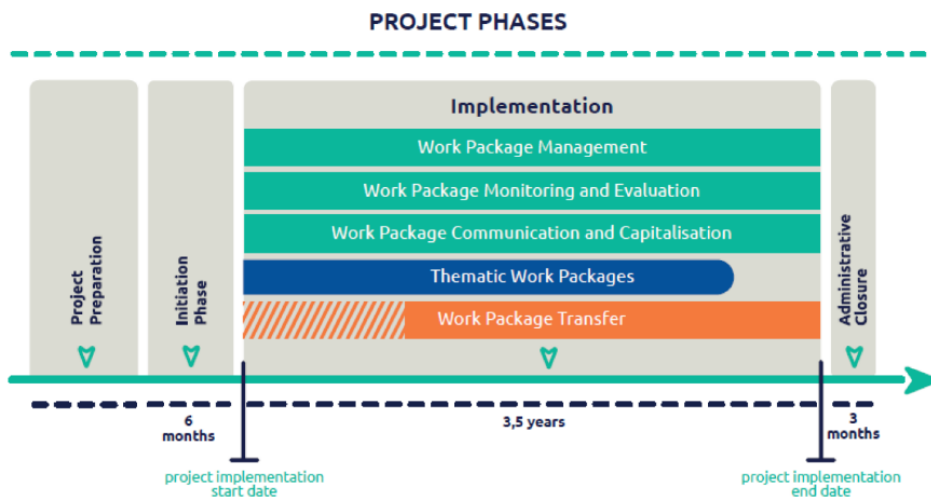 PROJECT PHASES
Project
Preparation
Initiation
Phase
Implementation
Work Package Management
Work Package Monitoring and Evaluation
Work Package Communication and Capitalisation
Thematic Work Packages
Work Package Transfer
Administrative
Closure
6
months
3,5 years
3
months
project implementation
start date
project implementation
end date